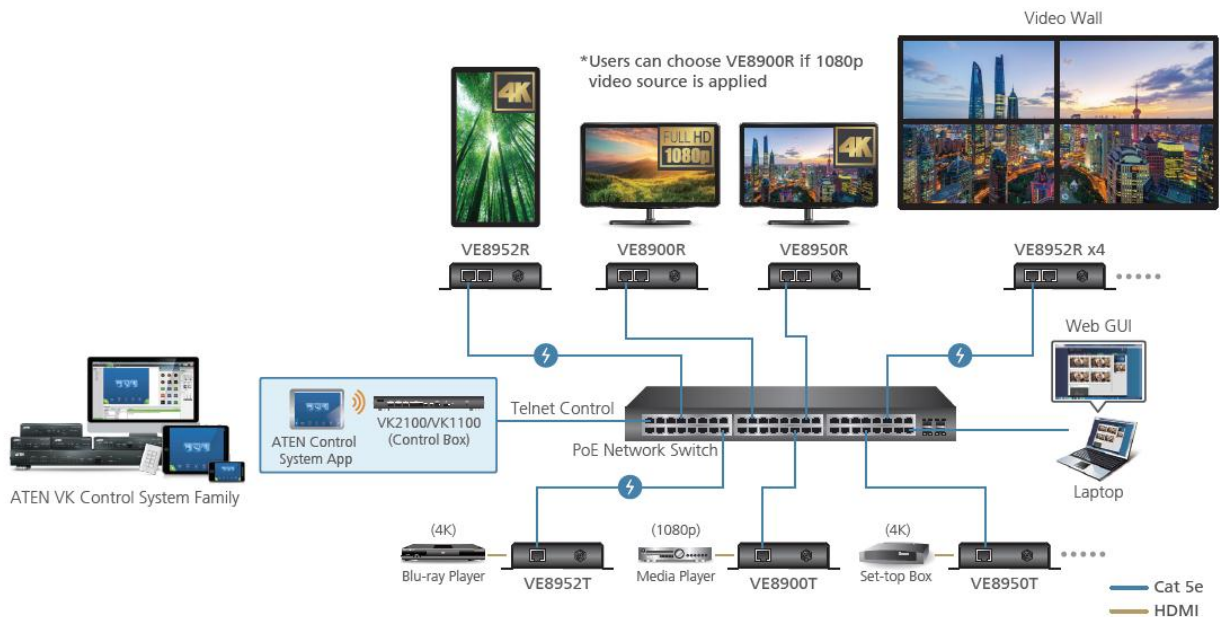 Video Wall
*Users can choose VE8900R if 1080p
video source is applied
4K
FULL HD
1080p
4K
VE8952R
VE8900R
VE8950R
VE8952R x4
Web GUI
Telnet Control
ATEN Control
System App
VK2100/VK1100
(Control Box)
PoE Network Switch
ATEN VK Control System Family
Laptop
(4K)
(1080p)
(4K)
Blu-ray Player
VE8952T
Media Player
VE8900T
Set-top Box
VE8950T
Cat 5e
HDMI